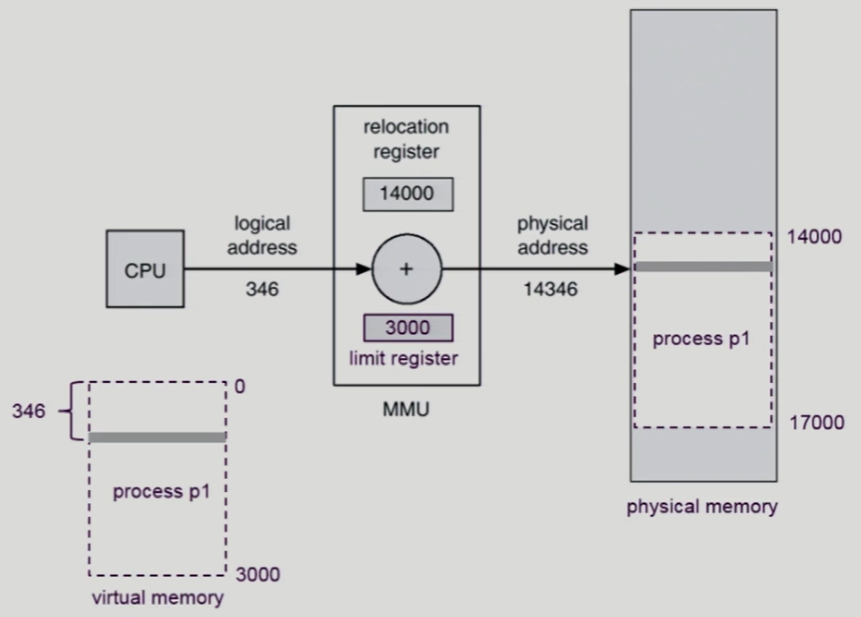 relocation
register
14000
logical
address
346
CPU
+
physical
address
14346
3000
limit register
MMU
14000
process p1
17000
physical memory
346
0
process p1
3000
virtual memory